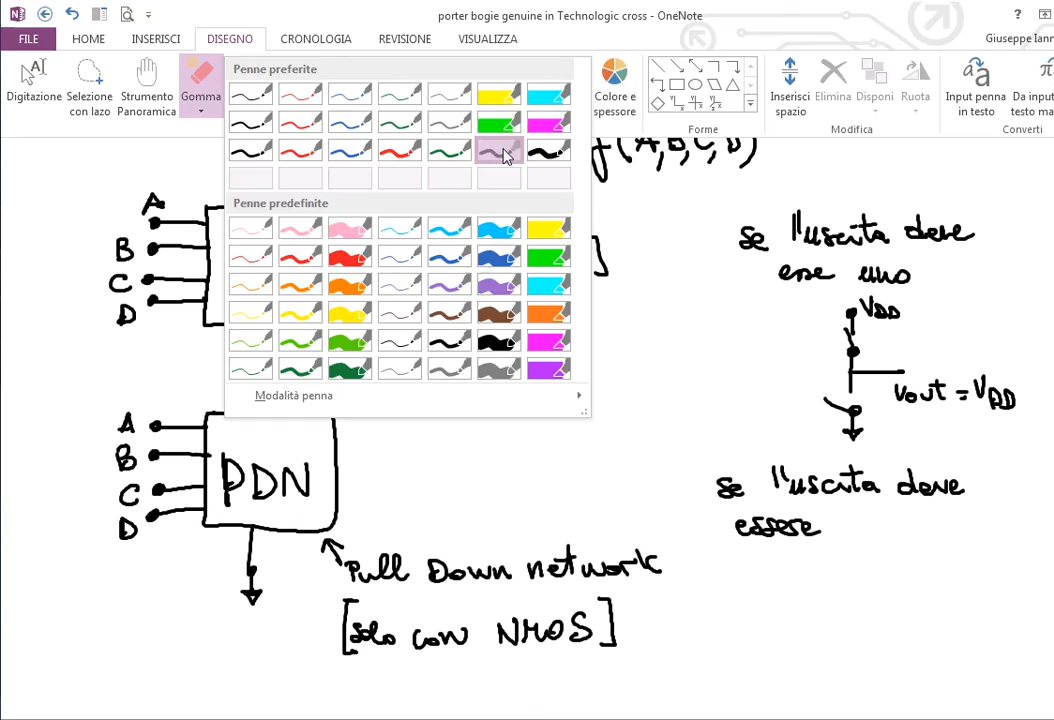 porter bogie genuine in Technologic cross - OneNote
?
FILE HOME INSERISCI DISEGNO CRONOLOGIA REVISIONE VISUALIZZA
Giuseppe Iann
Digitazione
Selezione con lazo
Strumento Panoramica
Gomma
Penne preferite
Penne predefinite
Modalità penna
Colore e spessore
Forme
Inserisci spazio
Elimina
Disponi
Ruota
Modifica
Input penna in testo
Da input
testo ma
Converti
f(A,B,C,D)
A
B
C
D
]
se l'uscita deve
ese uno
VDD
Vout = VDD
A
B
C
D
PDN
se l'uscita deve
essere
Pull Down network
[solo con NMOS]